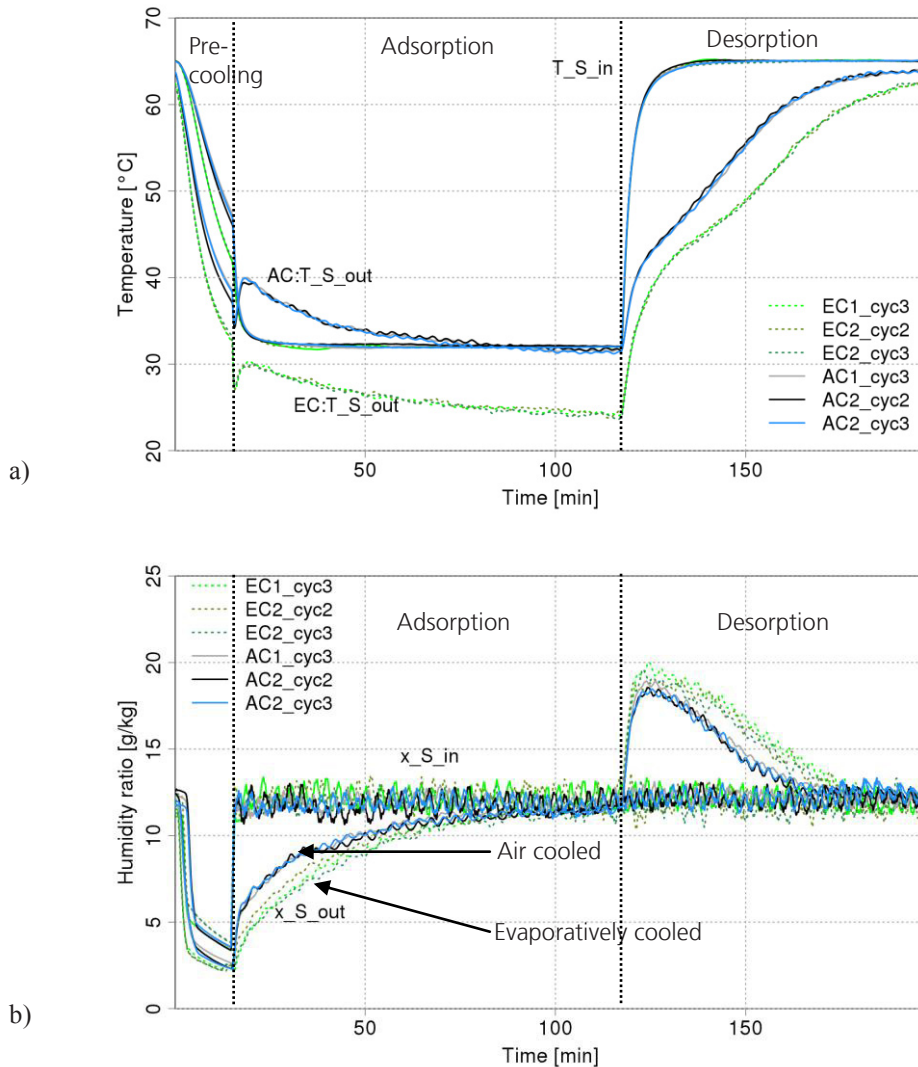 70
60
50
40
30
20
Temperature [°C]
Pre-
cooling
Adsorption
Desorption
T_S_in
AC:T_S_out
EC:T_S_out
EC1_cyc3
EC2_cyc2
EC2_cyc3
AC1_cyc3
AC2_cyc2
AC2_cyc3
50
100
150
Time [min]
a)
25
20
15
10
5
0
Humidity ratio [g/kg]
EC1_cyc3
EC2_cyc2
EC2_cyc3
AC1_cyc3
AC2_cyc2
AC2_cyc3
Adsorption
Desorption
x_S_in
Air cooled
x_S_out
Evaporatively cooled
50
100
150
Time [min]
b)